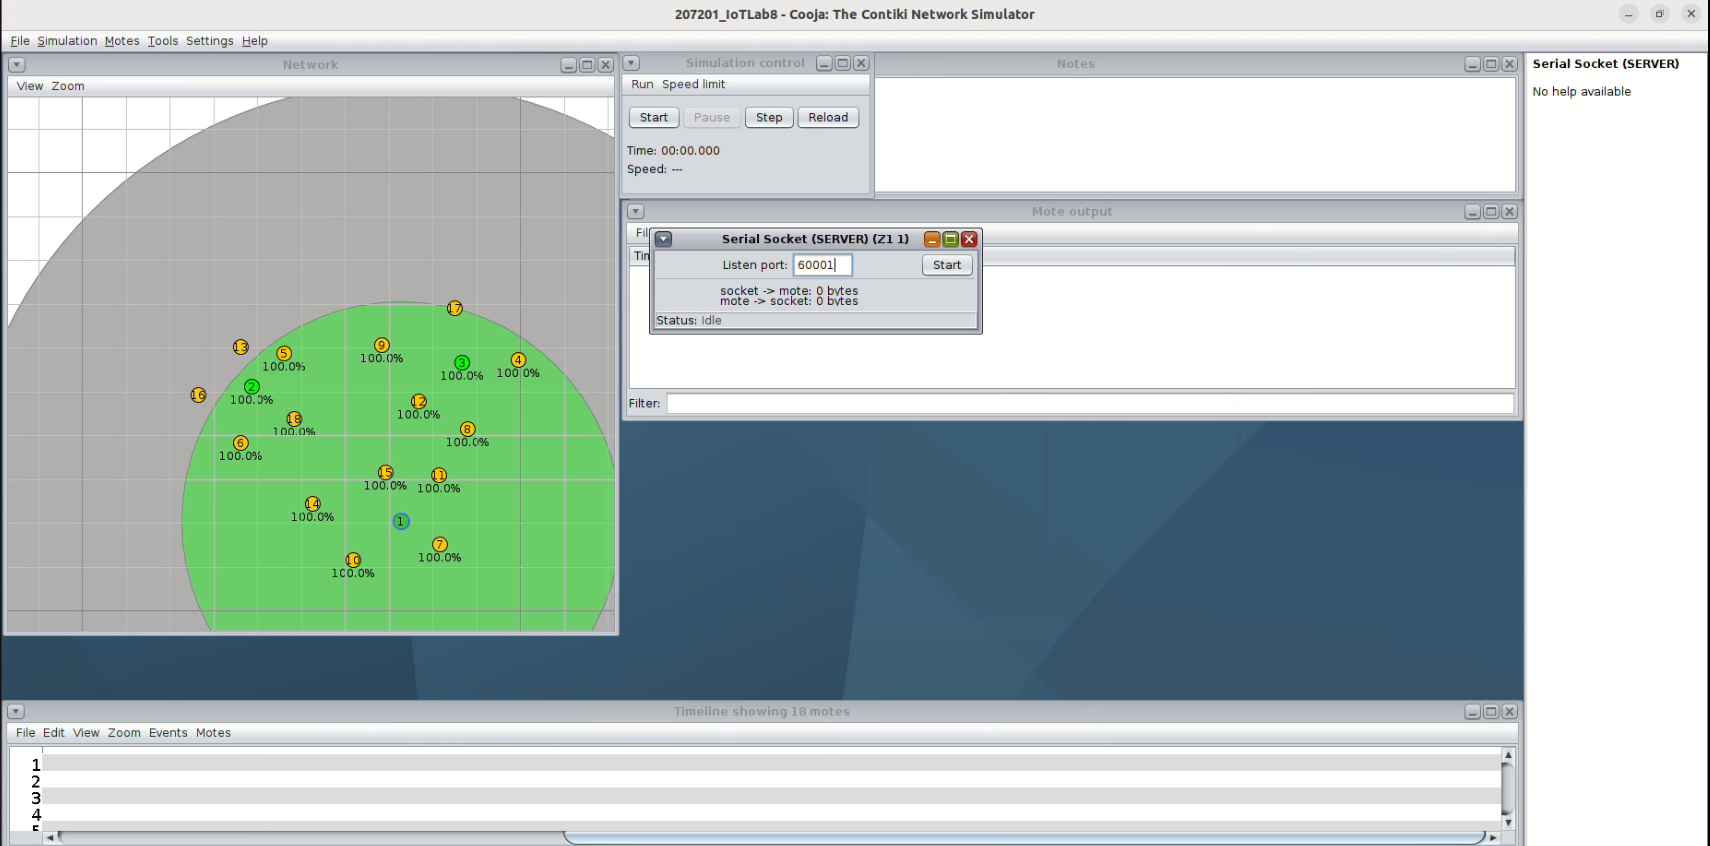 207201_IoTLab8 - Cooja: The Contiki Network Simulator
File Simulation Motes Tools Settings Help
Network
View Zoom
17
13
5
100.0%
9
100.0%
3
100.0%
4
100.0%
2
100.0%
16
12
100.0%
18
100.0%
8
100.0%
6
100.0%
15
100.0%
11
100.0%
14
100.0%
1
7
100.0%
10
100.0%
Simulation control
Run Speed limit
Start Pause Step Reload
Time: 00:00.000
Speed: ---
Notes
Mote output
Serial Socket (SERVER) (Z1 1)
Listen port: 60001 Start
socket -> mote: 0 bytes
mote -> socket: 0 bytes
Status: Idle
Filter:
Serial Socket (SERVER)
No help available
Timeline showing 18 motes
File Edit View Zoom Events Motes
1
2
3
4
5